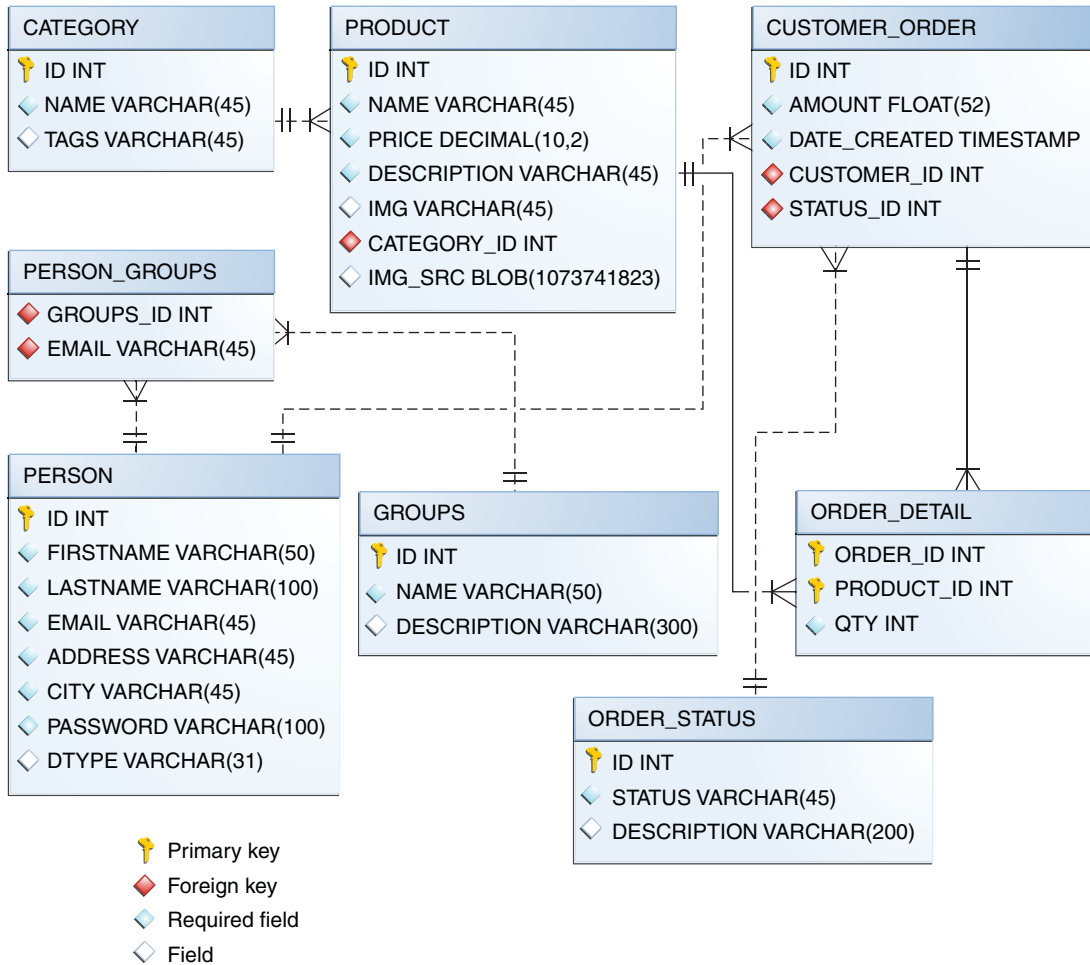 CATEGORY
ID INT
NAME VARCHAR(45)
TAGS VARCHAR(45)
PRODUCT
ID INT
NAME VARCHAR(45)
PRICE DECIMAL(10,2)
DESCRIPTION VARCHAR(45)
IMG VARCHAR(45)
CATEGORY_ID INT
IMG_SRC BLOB(1073741823)
CUSTOMER_ORDER
ID INT
AMOUNT FLOAT(52)
DATE_CREATED TIMESTAMP
CUSTOMER_ID INT
STATUS_ID INT
PERSON_GROUPS
GROUPS_ID INT
EMAIL VARCHAR(45)
PERSON
ID INT
FIRSTNAME VARCHAR(50)
LASTNAME VARCHAR(100)
EMAIL VARCHAR(45)
ADDRESS VARCHAR(45)
CITY VARCHAR(45)
PASSWORD VARCHAR(100)
DTYPE VARCHAR(31)
GROUPS
ID INT
NAME VARCHAR(50)
DESCRIPTION VARCHAR(300)
ORDER_DETAIL
ORDER_ID INT
PRODUCT_ID INT
QTY INT
ORDER_STATUS
ID INT
STATUS VARCHAR(45)
DESCRIPTION VARCHAR(200)
Primary key
Foreign key
Required field
Field